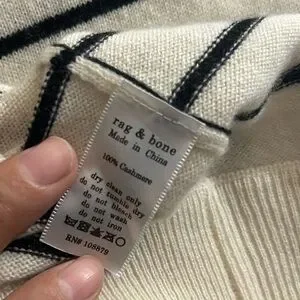 rag & bone
Made in China
100% Cashmere
dry clean only
do not tumble dry
do not bleach
do not wash
do not iron
RN# 108879